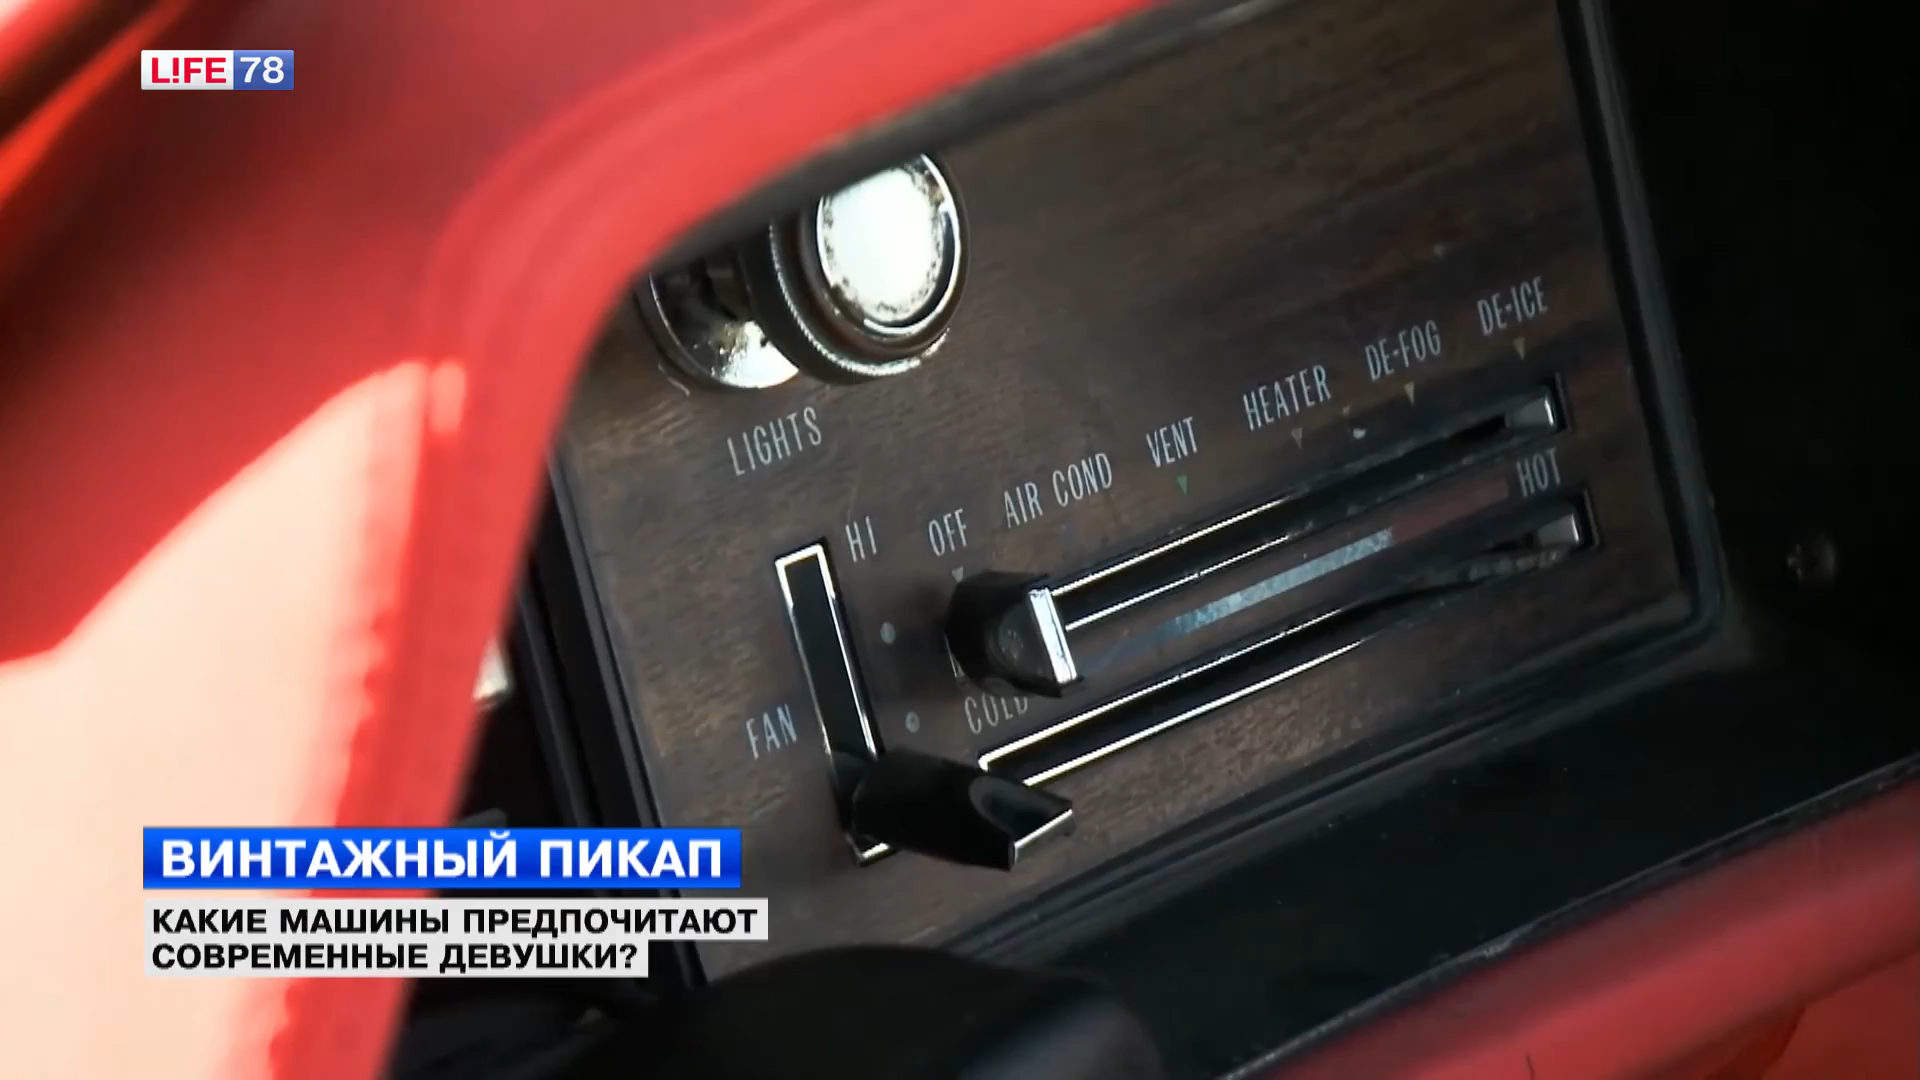 L!FE 78
LIGHTS
HI
OFF
AIR COND
VENT
HEATER
DE-FOG
DE-ICE
HOT
FAN
COLD
ВИНТАЖНЫЙ ПИКАП
КАКИЕ МАШИНЫ ПРЕДПОЧИТАЮТ
СОВРЕМЕННЫЕ ДЕВУШКИ?